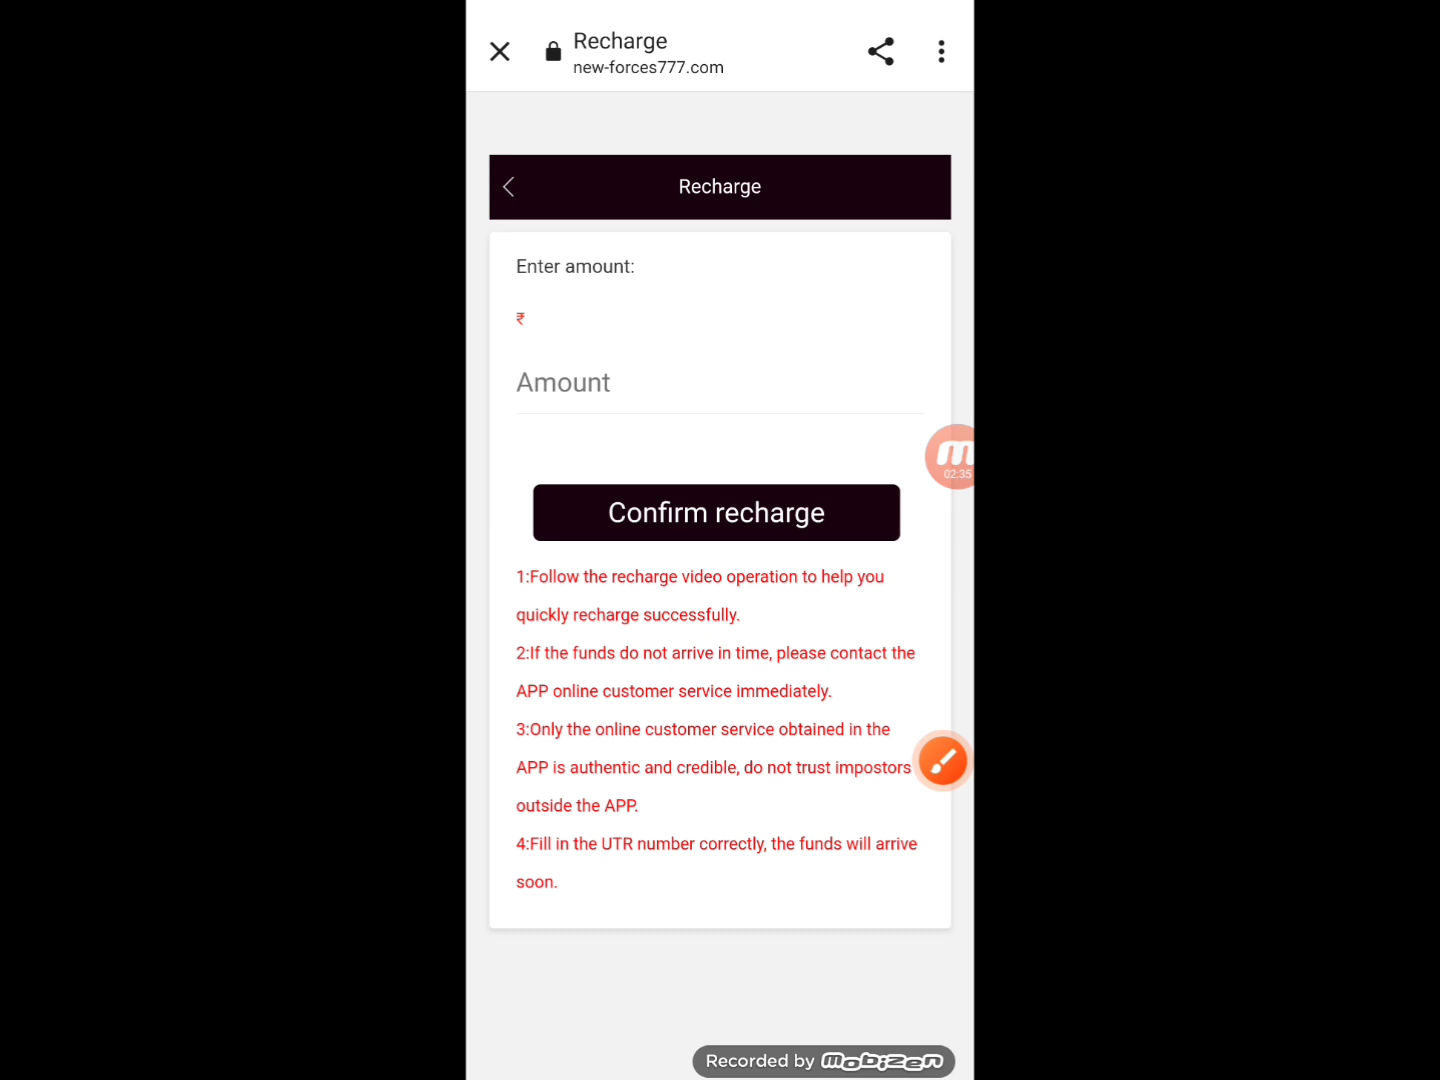 Recharge
new-forces777.com
Recharge
Enter amount:
₹
Amount
02:35
Confirm recharge
1:Follow the recharge video operation to help you
quickly recharge successfully.
2:If the funds do not arrive in time, please contact the
APP online customer service immediately.
3:Only the online customer service obtained in the
APP is authentic and credible, do not trust impostors
outside the APP.
4:Fill in the UTR number correctly, the funds will arrive
soon.
Recorded by mobizen